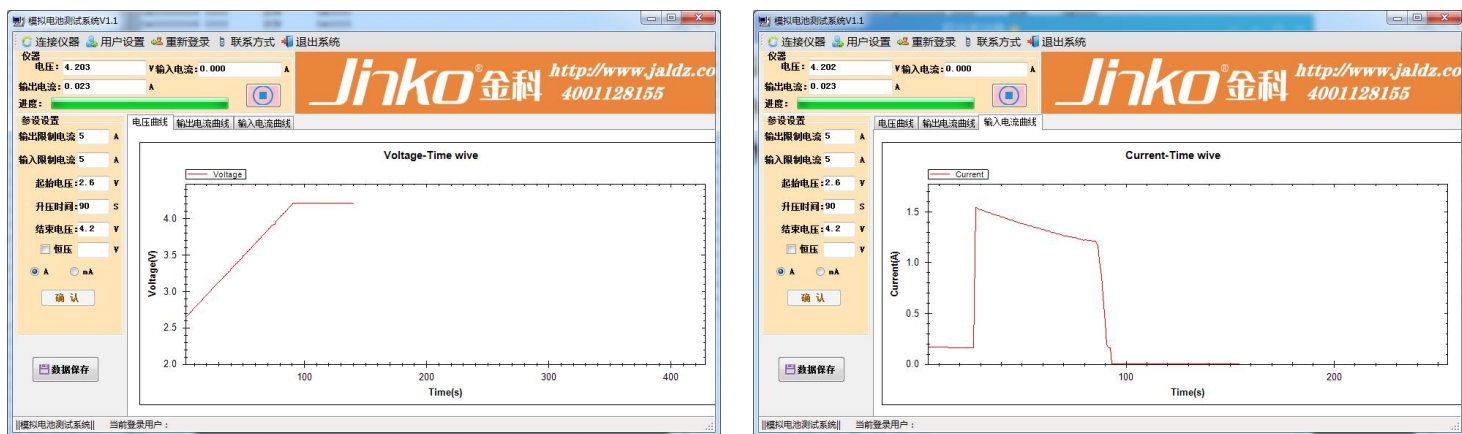 模拟电池测试系统V1.1
连接仪器 用户设置 重新登录 联系方式 退出系统
仪器
电压: 4.203 V 输入电流: 0.000 A
输出电流: 0.023 A
进度:
Jinko®金科 http://www.jaldz.co
4001128155
参设设置
输出限制电流 5 A
输入限制电流 5 A
起始电压: 2.6 V
升压时间: 90 S
结束电压: 4.2 V
恒压 V
A mA
确认
数据保存
电压曲线 输出电流曲线 输入电流曲线
Voltage-Time wive
Voltage
Voltage(V)
4.0
3.5
3.0
2.5
2.0
100 200 300 400
Time(s)
||模拟电池测试系统|| 当前登录用户：
模拟电池测试系统V1.1
连接仪器 用户设置 重新登录 联系方式 退出系统
仪器
电压: 4.202 V 输入电流: 0.000 A
输出电流: 0.023 A
进度:
Jinko®金科 http://www.jaldz.co
4001128155
参设设置
输出限制电流 5 A
输入限制电流 5 A
起始电压: 2.6 V
升压时间: 90 S
结束电压: 4.2 V
恒压 V
A mA
确认
数据保存
电压曲线 输出电流曲线 输入电流曲线
Current-Time wive
Current
Current(A)
1.5
1.0
0.5
0.0
100 200
Time(s)
||模拟电池测试系统|| 当前登录用户：